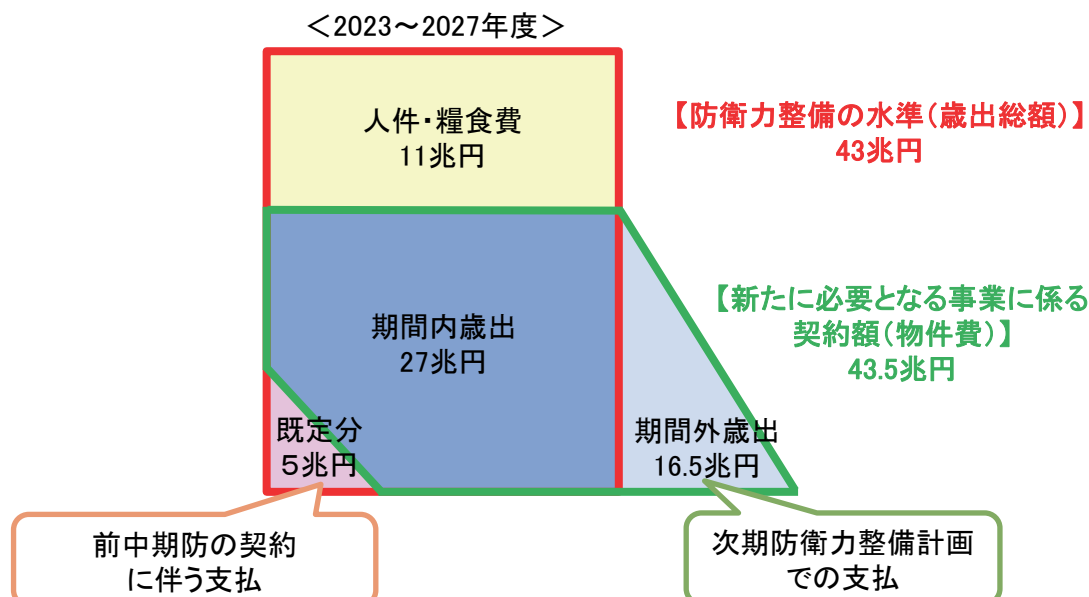 ＜2023～2027年度＞
人件・糧食費
11兆円
【防衛力整備の水準（歳出総額）】
43兆円
期間内歳出
27兆円
【新たに必要となる事業に係る
契約額（物件費）】
43.5兆円
既定分
５兆円
期間外歳出
16.5兆円
前中期防の契約
に伴う支払
次期防衛力整備計画
での支払